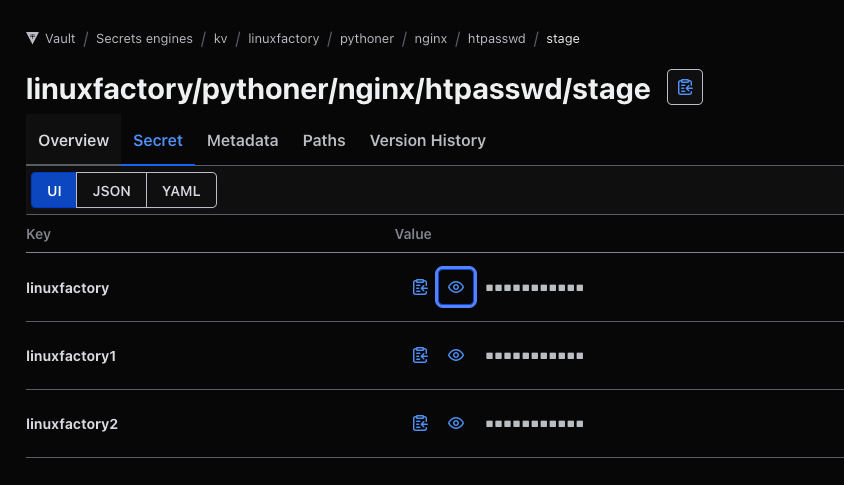 Vault / Secrets engines / kv / linuxfactory / pythoner / nginx / htpasswd / stage
linuxfactory/pythoner/nginx/htpasswd/stage
Overview Secret Metadata Paths Version History
UI JSON YAML
Key Value
linuxfactory
linuxfactory1
linuxfactory2